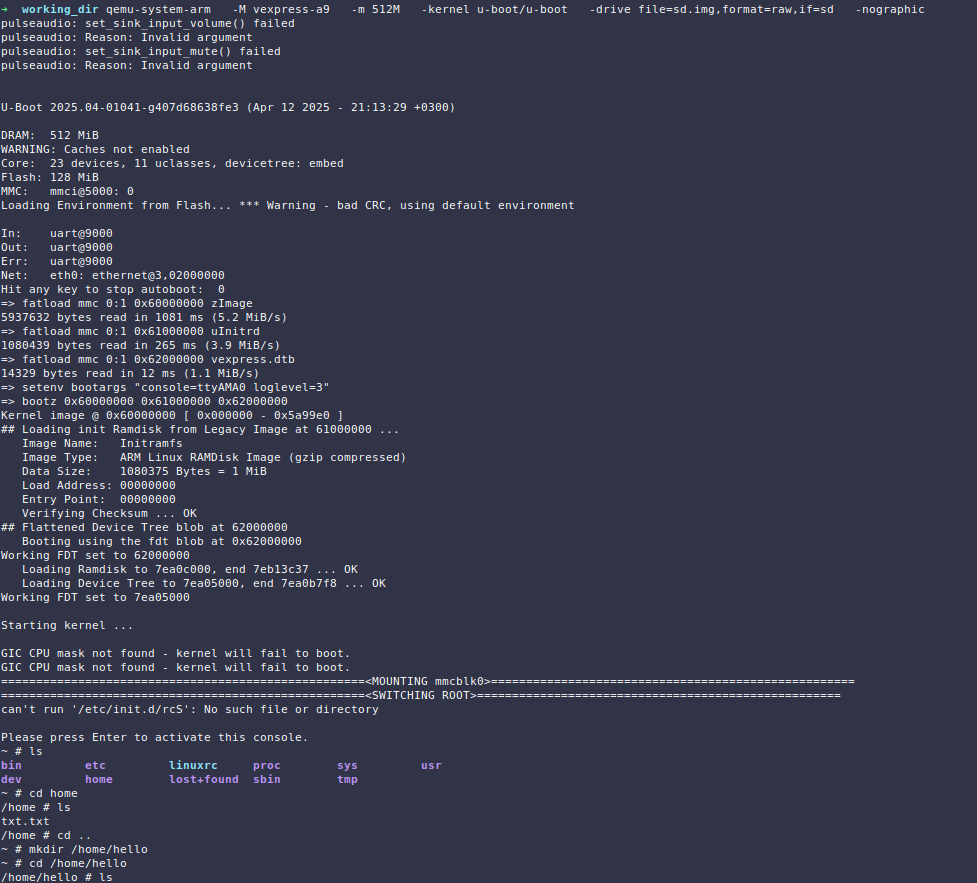 →  working_dir qemu-system-arm   -M vexpress-a9   -m 512M   -kernel u-boot/u-boot   -drive file=sd.img,format=raw,if=sd   -nographic
pulseaudio: set_sink_input_volume() failed
pulseaudio: Reason: Invalid argument
pulseaudio: set_sink_input_mute() failed
pulseaudio: Reason: Invalid argument


U-Boot 2025.04-01041-g407d68638fe3 (Apr 12 2025 - 21:13:29 +0300)

DRAM:  512 MiB
WARNING: Caches not enabled
Core:  23 devices, 11 uclasses, devicetree: embed
Flash: 128 MiB
MMC:   mmci@5000: 0
Loading Environment from Flash... *** Warning - bad CRC, using default environment

In:    uart@9000
Out:   uart@9000
Err:   uart@9000
Net:   eth0: ethernet@3,02000000
Hit any key to stop autoboot:  0
=> fatload mmc 0:1 0x60000000 zImage
5937632 bytes read in 1081 ms (5.2 MiB/s)
=> fatload mmc 0:1 0x61000000 uInitrd
1080439 bytes read in 265 ms (3.9 MiB/s)
=> fatload mmc 0:1 0x62000000 vexpress.dtb
14329 bytes read in 12 ms (1.1 MiB/s)
=> setenv bootargs "console=ttyAMA0 loglevel=3"
=> bootz 0x60000000 0x61000000 0x62000000
Kernel image @ 0x60000000 [ 0x000000 - 0x5a99e0 ]
## Loading init Ramdisk from Legacy Image at 61000000 ...
   Image Name:   Initramfs
   Image Type:   ARM Linux RAMDisk Image (gzip compressed)
   Data Size:    1080375 Bytes = 1 MiB
   Load Address: 00000000
   Entry Point:  00000000
   Verifying Checksum ... OK
## Flattened Device Tree blob at 62000000
   Booting using the fdt blob at 0x62000000
Working FDT set to 62000000
   Loading Ramdisk to 7ea0c000, end 7eb13c37 ... OK
   Loading Device Tree to 7ea05000, end 7ea0b7f8 ... OK
Working FDT set to 7ea05000

Starting kernel ...

GIC CPU mask not found - kernel will fail to boot.
GIC CPU mask not found - kernel will fail to boot.
====================================================<MOUNTING mmcblk0>====================================================
====================================================<SWITCHING ROOT>====================================================
can't run '/etc/init.d/rcS': No such file or directory

Please press Enter to activate this console.
~ # ls
bin         etc         linuxrc     proc        sys         usr
dev         home        lost+found  sbin        tmp
~ # cd home
/home # ls
txt.txt
/home # cd ..
~ # mkdir /home/hello
~ # cd /home/hello
/home/hello # ls